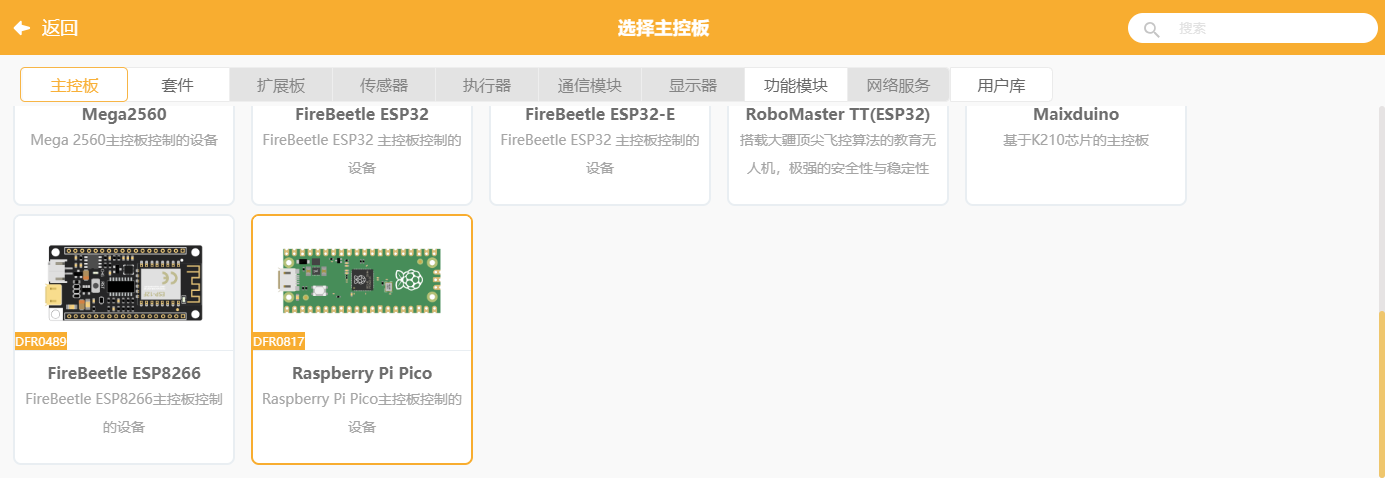 返回
选择主控板
搜索
主控板
套件
扩展板
传感器
执行器
通信模块
显示器
功能模块
网络服务
用户库
Mega2560
Mega 2560主控板控制的设备
FireBeetle ESP32
FireBeetle ESP32 主控板控制的
设备
FireBeetle ESP32-E
FireBeetle ESP32 主控板控制的
设备
RoboMaster TT(ESP32)
搭载大疆顶尖飞控算法的教育无
人机，极强的安全性与稳定性
Maixduino
基于K210芯片的主控板
DFR0489
FireBeetle ESP8266
FireBeetle ESP8266主控板控制
的设备
DFR0817
Raspberry Pi Pico
Raspberry Pi Pico主控板控制的
设备